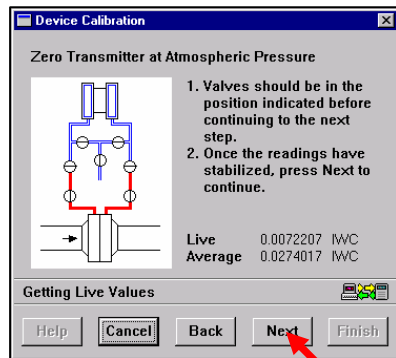 Device Calibration
Zero Transmitter at Atmospheric Pressure
1. Valves should be in the
position indicated before
continuing to the next
step.
2. Once the readings have
stabilized, press Next to
continue.
Live 0.0072207 IWC
Average 0.0274017 IWC
Getting Live Values
Help Cancel Back Next Finish